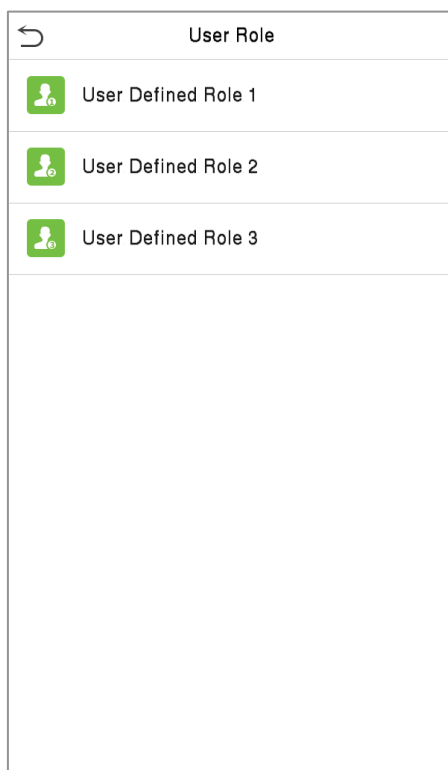 User Role
User Defined Role 1
User Defined Role 2
User Defined Role 3